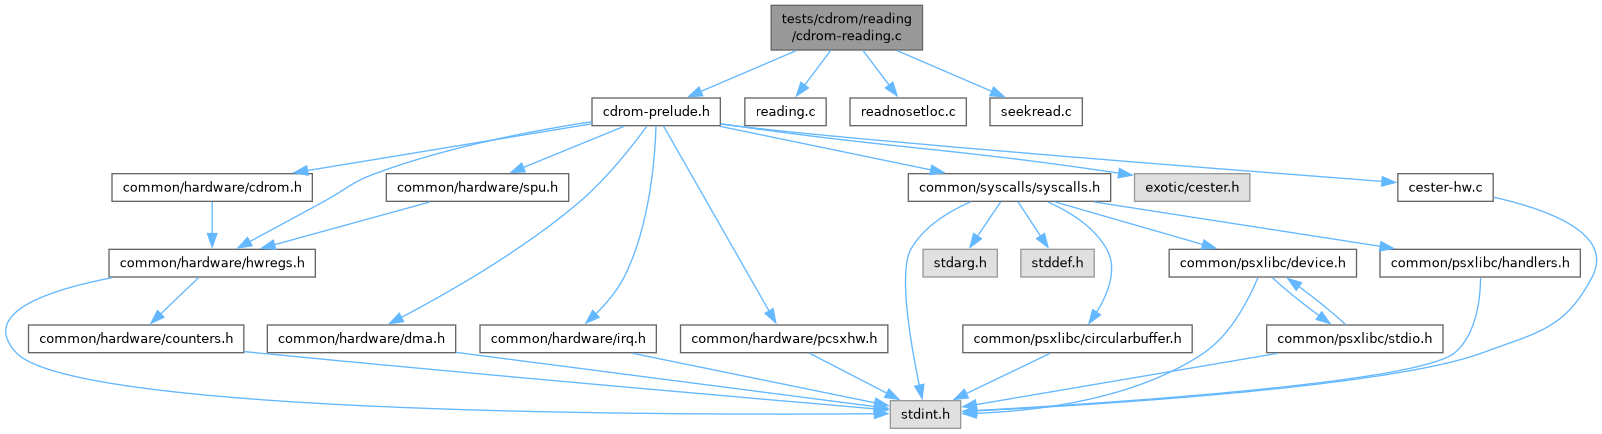 tests/cdrom/reading
/cdrom-reading.c
cdrom-prelude.h
reading.c
readnosetloc.c
seekread.c
common/hardware/cdrom.h
common/hardware/spu.h
common/syscalls/syscalls.h
exotic/cester.h
cester-hw.c
common/hardware/hwregs.h
stdarg.h
stddef.h
common/psxlibc/device.h
common/psxlibc/handlers.h
common/hardware/counters.h
common/hardware/dma.h
common/hardware/irq.h
common/hardware/pcsxhw.h
common/psxlibc/circularbuffer.h
common/psxlibc/stdio.h
stdint.h